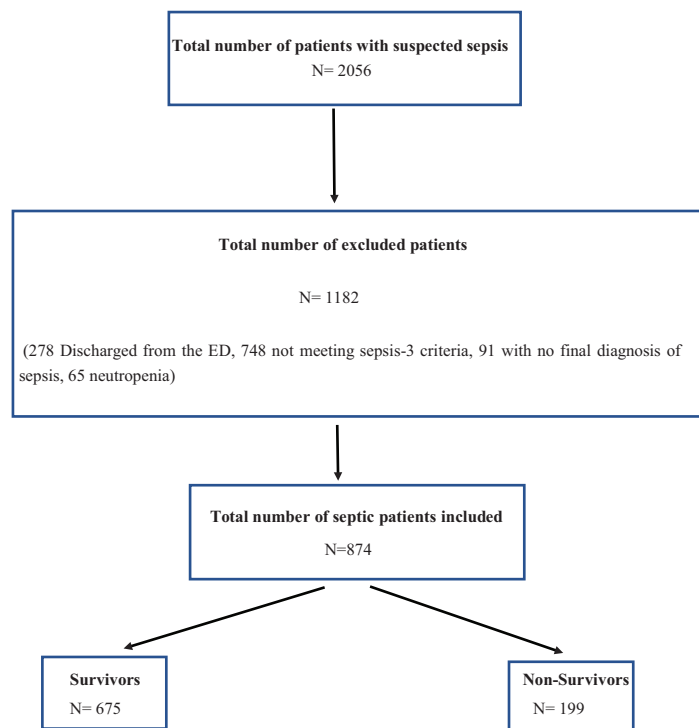 Total number of patients with suspected sepsis
N= 2056
Total number of excluded patients
N= 1182
(278 Discharged from the ED, 748 not meeting sepsis-3 criteria, 91 with no final diagnosis of
sepsis, 65 neutropenia)
Total number of septic patients included
N=874
Survivors
N= 675
Non-Survivors
N= 199